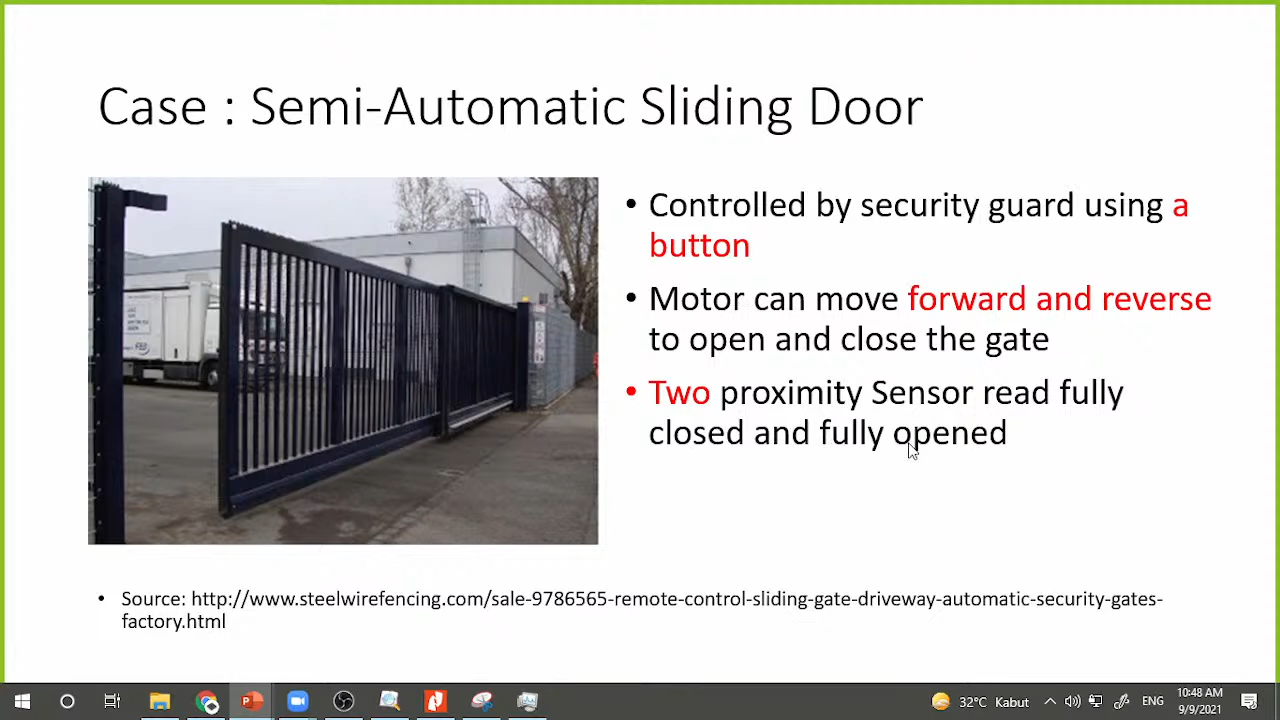 Case : Semi-Automatic Sliding Door
• Controlled by security guard using a
button
• Motor can move forward and reverse
to open and close the gate
• Two proximity Sensor read fully
closed and fully opened
• Source: http://www.steelwirefencing.com/sale-9786565-remote-control-sliding-gate-driveway-automatic-security-gates-
factory.html
32°C Kabut
ENG
10:48 AM
9/9/2021